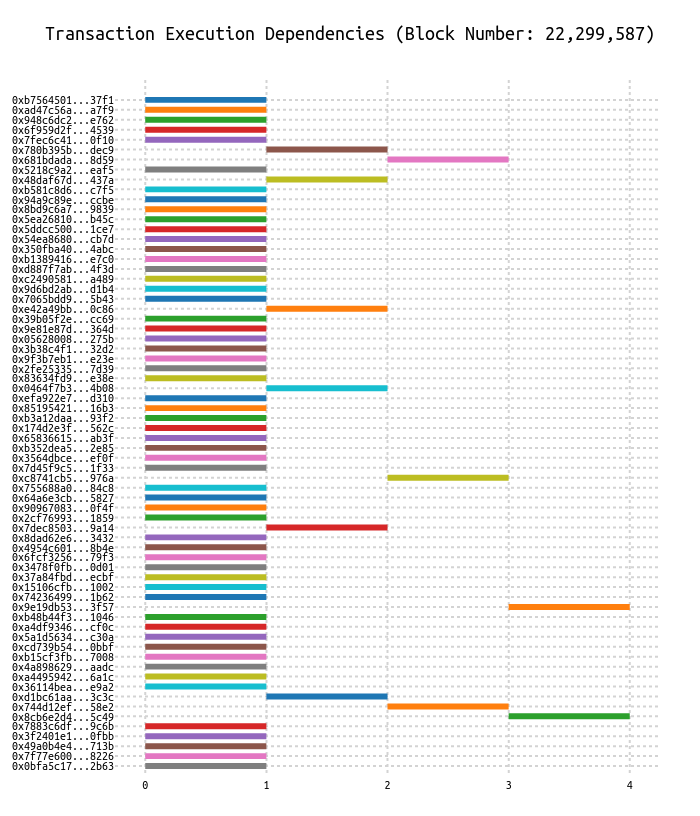 Transaction Execution Dependencies (Block Number: 22,299,587)
0xb7564501...37f1
0xad47c56a...a7f9
0x948c6dc2...e762
0x6f959d2f...4539
0x7fec6c41...0f10
0x780b395b...dec9
0x681bdada...8d59
0x5218c9a2...eaf5
0x48daf67d...437a
0xb581c8d6...c7f5
0x94a9c89e...ccbe
0x8bd9c6a7...9839
0x5ea26810...b45c
0x5ddcc500...1ce7
0x54ea8680...cb7d
0x350fba40...4abc
0xb1389416...e7c0
0xd887f7ab...4f3d
0xc2490581...a489
0x9d6bd2ab...d1b4
0x7065bdd9...5b43
0xe42a49bb...0c86
0x39b05f2e...cc69
0x9e81e87d...364d
0x05628008...275b
0x3b38c4f1...32d2
0x9f3b7eb1...e23e
0x2fe25335...7d39
0x83634fd9...e38e
0x0464f7b3...4b08
0xefa922e7...d310
0x85195421...16b3
0xb3a12daa...93f2
0x174d2e3f...562c
0x65836615...ab3f
0xb352dea5...2e85
0x3564dbce...ef0f
0x7d45f9c5...1f33
0xc8741cb5...976a
0x755688a0...84c8
0x64a6e3cb...5827
0x90967083...0f4f
0x2cf76993...1859
0x7dec8503...9a14
0x8dad62e6...3432
0x4954c601...8b4e
0x6fcf3256...79f3
0x3478f0fb...0d01
0x37a84fbd...ecbf
0x15106cfb...1002
0x74236499...1b62
0x9e19db53...3f57
0xb48b44f3...1046
0xa4df9346...cf0c
0x5a1d5634...c30a
0xcd739b54...0bbf
0xb15cf3fb...7008
0x4a898629...aadc
0xa4495942...6a1c
0x36114bea...e9a2
0xd1bc61aa...3c3c
0x744d12ef...58e2
0x8cb6e2d4...5c49
0x7883c6df...9c6b
0x3f2401e1...0fbb
0x49a0b4e4...713b
0x7f77e600...8226
0x0bfa5c17...2b63
0 1 2 3 4